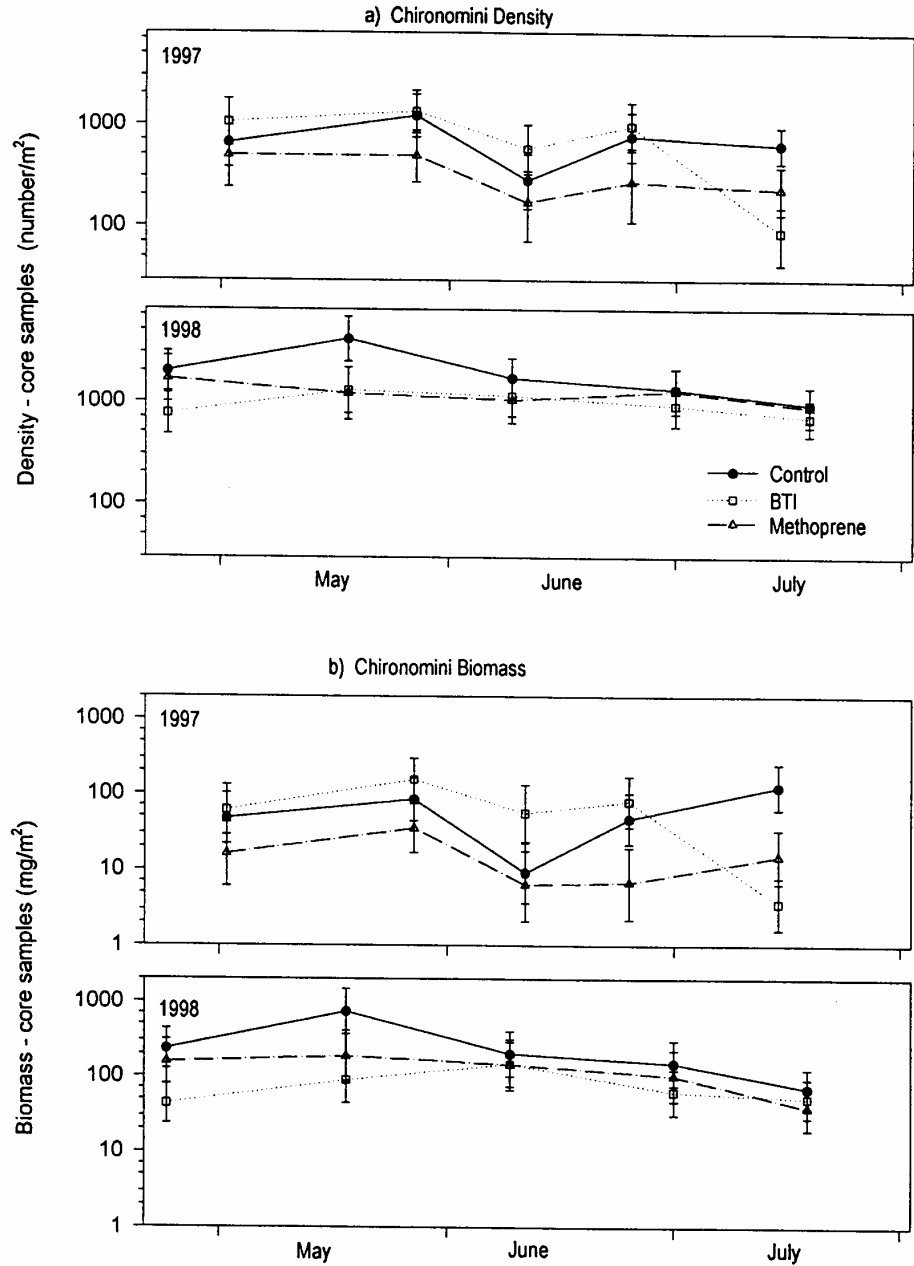 a) Chironomini Density
1997
1000
100
1998
1000
100
Density - core samples (number/m²)
Control
BTI
Methoprene
May June July
b) Chironomini Biomass
1997
1000
100
10
1
1998
1000
100
10
1
Biomass - core samples (mg/m²)
May June July